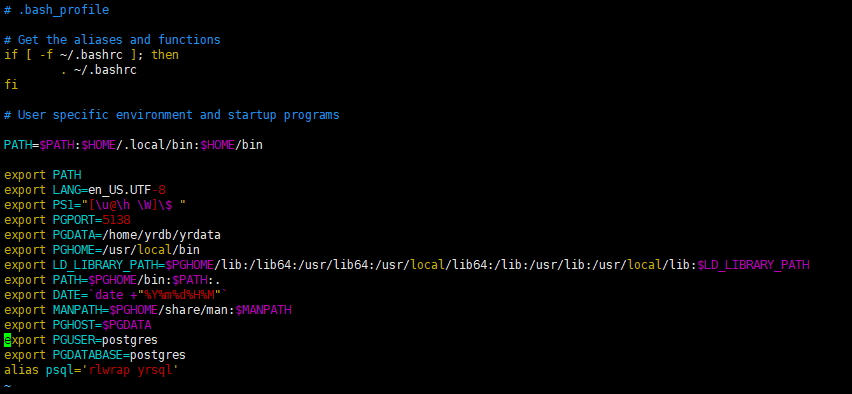 # .bash_profile
# Get the aliases and functions
if [ -f ~/.bashrc ]; then
        . ~/.bashrc
fi
# User specific environment and startup programs
PATH=$PATH:$HOME/.local/bin:$HOME/bin
export PATH
export LANG=en_US.UTF-8
export PS1="[\u@\h \W]\$ "
export PGPORT=5138
export PGDATA=/home/yrdb/yrdata
export PGHOME=/usr/local/bin
export LD_LIBRARY_PATH=$PGHOME/lib:/lib64:/usr/lib64:/usr/local/lib64:/lib:/usr/lib:/usr/local/lib:$LD_LIBRARY_PATH
export PATH=$PGHOME/bin:$PATH:.
export DATE=`date +"%Y%m%d%H%M"`
export MANPATH=$PGHOME/share/man:$MANPATH
export PGHOST=$PGDATA
export PGUSER=postgres
export PGDATABASE=postgres
alias psql='rlwrap yrsql'
~